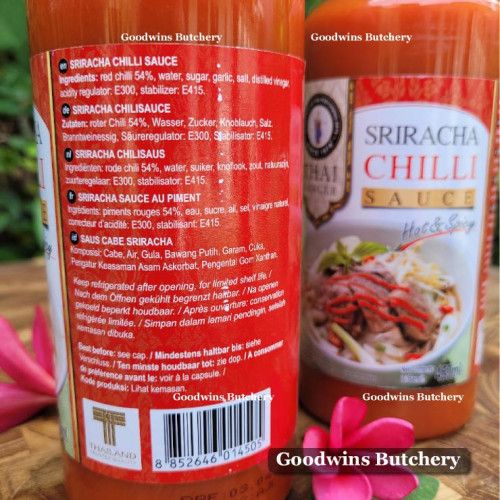 Goodwins Butchery
Goodwins Butchery
en SRIRACHA CHILLI SAUCE
Ingredients: red chilli 54%, water, sugar, garlic, salt, distilled vinegar,
acidity regulator: E300, stabilizer: E415.
de SRIRACHA CHILISAUCE
Zutaten: roter Chili 54%, Wasser, Zucker, Knoblauch, Salz,
Branntweinessig, Säureregulator: E300, Stabilisator: E415.
nl SRIRACHA CHILISAUS
Ingrediënten: rode chili 54%, water, suiker, knoflook, zout, natuurazijn,
zuurteregelaar: E300, stabilisator: E415.
fr SRIRACHA SAUCE AU PIMENT
Ingrédients: piments rouges 54%, eau, sucre, ail, sel, vinaigre naturel,
correcteur d'acidité: E300, stabilisant: E415.
id SAUS CABE SRIRACHA
Komposisi: Cabe, Air, Gula, Bawang Putih, Garam, Cuka,
Pengatur Keasaman Asam Askorbat, Pengental Gom Xanthan.
Keep refrigerated after opening, for limited shelf life. /
Nach dem Öffnen gekühlt begrenzt haltbar. / Na openen
gekoeld beperkt houdbaar. / Après ouverture: conservation
réfrigérée limitée. / Simpan dalam lemari pendingin, setelah
kemasan dibuka.
Best before: see cap. / Mindestens haltbar bis: siehe
Verschluss. / Ten minste houdbaar tot: zie dop. / A consommer
de préférence avant le: voir à la capsule. /
Kode produksi: Lihat kemasan.
THAILAND
8 852646 014505
THAI
SRIRACHA
CHILLI
SAUCE
Hot & Spicy
Goodwins Butchery
Goodwins Butchery
Goodwins Butchery